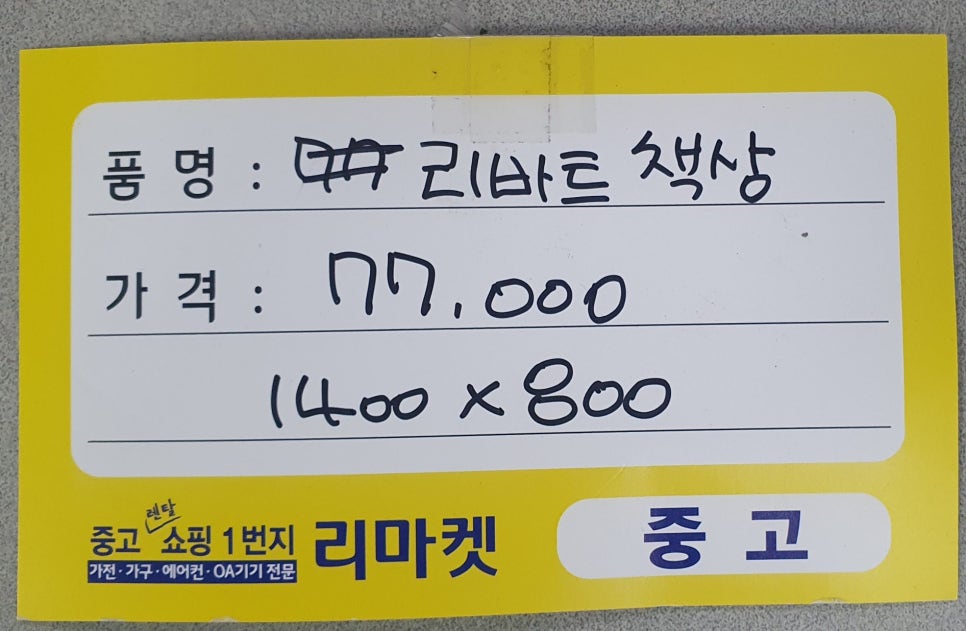 품 명 : 리바트 책상
가 격 : 77.000
1400 x 800
렌탈
중고 쇼핑 1번지 리마켓 중 고
가전·가구·에어컨·OA기기 전문